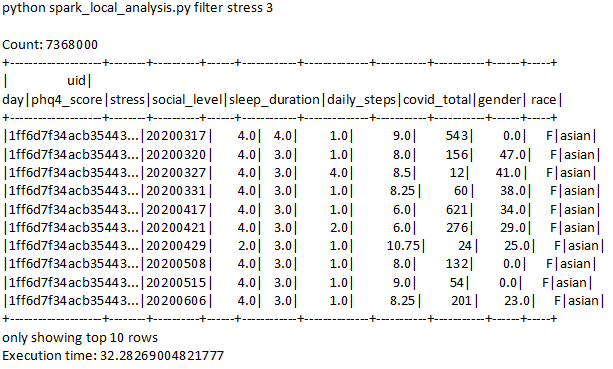 python spark_local_analysis.py filter stress 3
Count: 7368000
+--------------------+--------+----------+------+------------+--------------+-----------+-----------+------+-----+
| uid|
day|phq4_score|stress|social_level|sleep_duration|daily_steps|covid_total|gender| race|
+--------------------+--------+----------+------+------------+--------------+-----------+-----------+------+-----+
|1ff6d7f34acb35443...|20200317| 4.0| 4.0| 1.0| 9.0| 543| 0.0| F|asian|
|1ff6d7f34acb35443...|20200320| 4.0| 3.0| 1.0| 8.0| 156| 47.0| F|asian|
|1ff6d7f34acb35443...|20200327| 4.0| 3.0| 4.0| 8.5| 12| 41.0| F|asian|
|1ff6d7f34acb35443...|20200331| 4.0| 3.0| 1.0| 8.25| 60| 38.0| F|asian|
|1ff6d7f34acb35443...|20200417| 4.0| 3.0| 1.0| 6.0| 621| 34.0| F|asian|
|1ff6d7f34acb35443...|20200421| 4.0| 3.0| 2.0| 6.0| 276| 29.0| F|asian|
|1ff6d7f34acb35443...|20200429| 2.0| 3.0| 1.0| 10.75| 24| 25.0| F|asian|
|1ff6d7f34acb35443...|20200508| 4.0| 3.0| 1.0| 8.0| 132| 0.0| F|asian|
|1ff6d7f34acb35443...|20200515| 4.0| 3.0| 1.0| 9.0| 54| 0.0| F|asian|
|1ff6d7f34acb35443...|20200606| 4.0| 3.0| 1.0| 8.25| 201| 23.0| F|asian|
+--------------------+--------+----------+------+------------+--------------+-----------+-----------+------+-----+
only showing top 10 rows
Execution time: 32.28269004821777